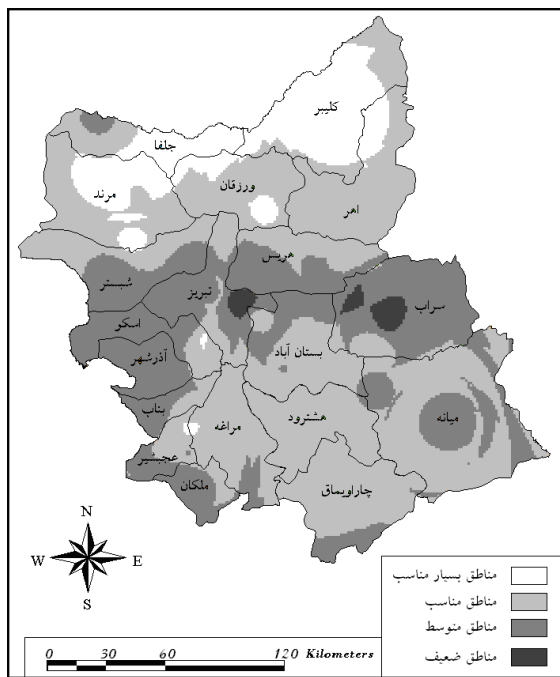 کلیبر
جلفا
مرند
ورزقان
اهر
هریس
شبستر
تبریز
سراب
اسکو
بستان آباد
آذرشهر
میانه
بناب
مراغه
هشترود
عجبشیر
ملکان
چاراویماق
N
W E
S
مناطق بسیار مناسب
مناطق مناسب
مناطق متوسط
مناطق ضعیف
0 30 60 120 Kilometers